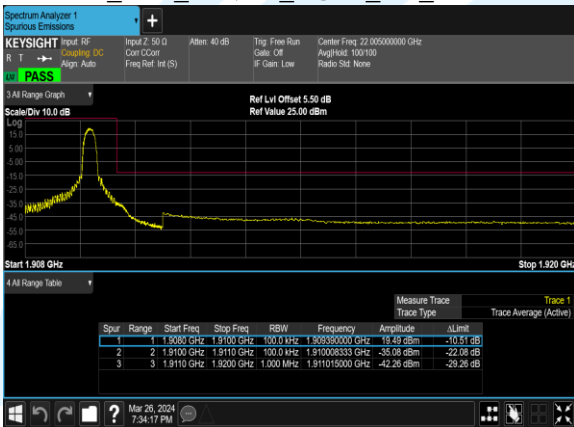 Spectrum Analyzer 1
Spurious Emissions
KEYSIGHT Input: RF Input Z: 50 Ω Atten: 40 dB Trig: Free Run Center Freq: 22.005000000 GHz
R T Coupling: DC Corr CCorr Gate: Off Avg|Hold: 100/100
Align: Auto Freq Ref: Int (S) IF Gain: Low Radio Std: None
PASS
3 All Range Graph
Ref Lvl Offset 5.50 dB
Scale/Div 10.0 dB Ref Value 25.00 dBm
Log
15.0
5.00
-5.00
-15.0
-25.0
-35.0
-45.0
-55.0
-65.0
Start 1.908 GHz Stop 1.920 GHz
4 All Range Table
Measure Trace Trace 1
Trace Type Trace Average (Active)
Spur Range Start Freq Stop Freq RBW Frequency Amplitude ΔLimit
1 1 1.9080 GHz 1.9100 GHz 100.0 kHz 1.909390000 GHz 19.49 dBm -10.51 dB
2 2 1.9100 GHz 1.9110 GHz 100.0 kHz 1.910008333 GHz -35.08 dBm -22.08 dB
3 3 1.9110 GHz 1.9200 GHz 1.000 MHz 1.911015000 GHz -42.26 dBm -29.26 dB
? Mar 26, 2024
7:34:17 PM